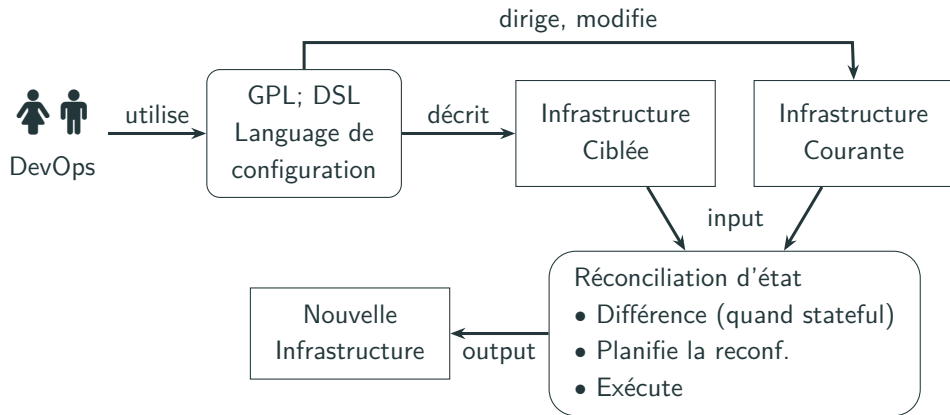 dirige, modifie
DevOps
utilise
GPL; DSL
Language de
configuration
décrit
Infrastructure
Ciblée
Infrastructure
Courante
input
Réconciliation d'état
• Différence (quand stateful)
• Planifie la reconf.
• Exécute
output
Nouvelle
Infrastructure